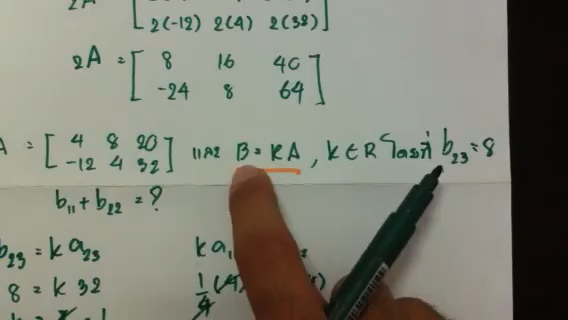 2A
2(-12) 2(4) 2(32)
2A = [ 8 16 40
-24 8 64 ]
A = [ 4 8 20
-12 4 32 ] และ B = KA , K ∈ R โดยที่ b₂₃ = 8
b₁₁ + b₂₂ = ?
b₂₃ = k a₂₃
k a₁
8 = k 32
1/4 (4)